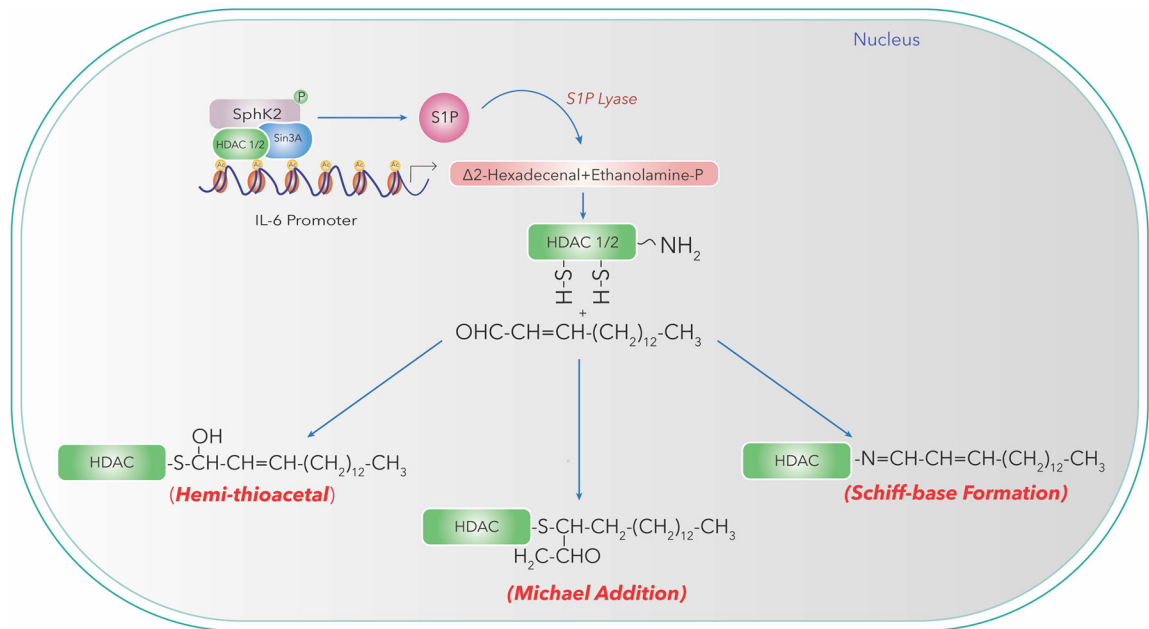 Nucleus
P
SphK2
S1P
S1P Lyase
HDAC 1/2
Sin3A
Ac Ac Ac Ac Ac Ac
Δ2-Hexadecenal+Ethanolamine-P
IL-6 Promoter
HDAC 1/2
NH₂
H-S
H-S
+
OHC-CH=CH-(CH₂)₁₂-CH₃
OH
HDAC
-S-CH-CH=CH-(CH₂)₁₂-CH₃
(Hemi-thioacetal)
HDAC
-N=CH-CH=CH-(CH₂)₁₂-CH₃
(Schiff-base Formation)
HDAC
-S-CH-CH₂-(CH₂)₁₂-CH₃
H₂C-CHO
(Michael Addition)